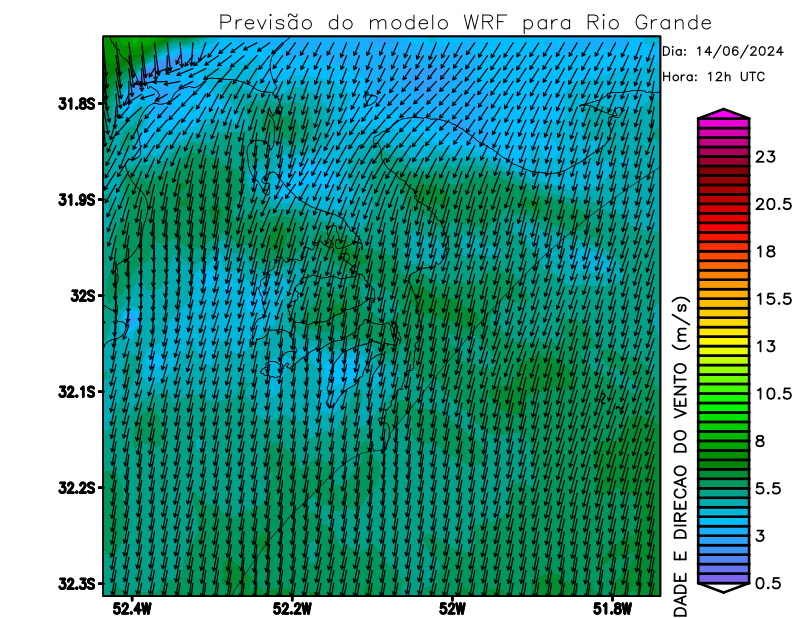 Previsão do modelo WRF para Rio Grande
Dia: 14/06/2024
Hora: 12h UTC
31.8S
31.9S
32S
32.1S
32.2S
32.3S
52.4W
52.2W
52W
51.8W
23
20.5
18
15.5
13
10.5
8
5.5
3
0.5
DADE E DIRECAO DO VENTO (m/s)